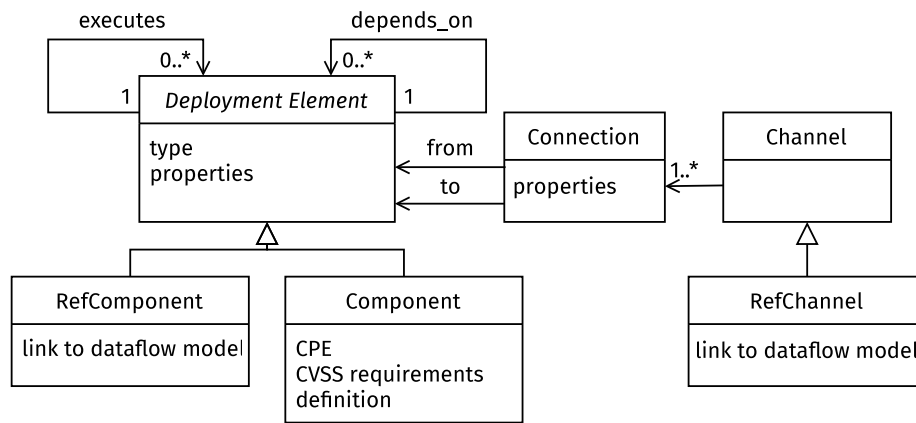 executes
depends_on
0..*
0..*
1
1
Deployment Element
type
properties
from
to
Connection
properties
1..*
Channel
RefComponent
link to dataflow model
Component
CPE
CVSS requirements
definition
RefChannel
link to dataflow model